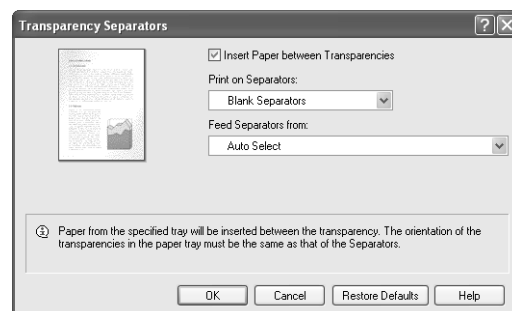 Transparency Separators
Insert Paper between Transparencies
Print on Separators:
Blank Separators
Feed Separators from:
Auto Select
Paper from the specified tray will be inserted between the transparency. The orientation of the
transparencies in the paper tray must be the same as that of the Separators.
OK Cancel Restore Defaults Help